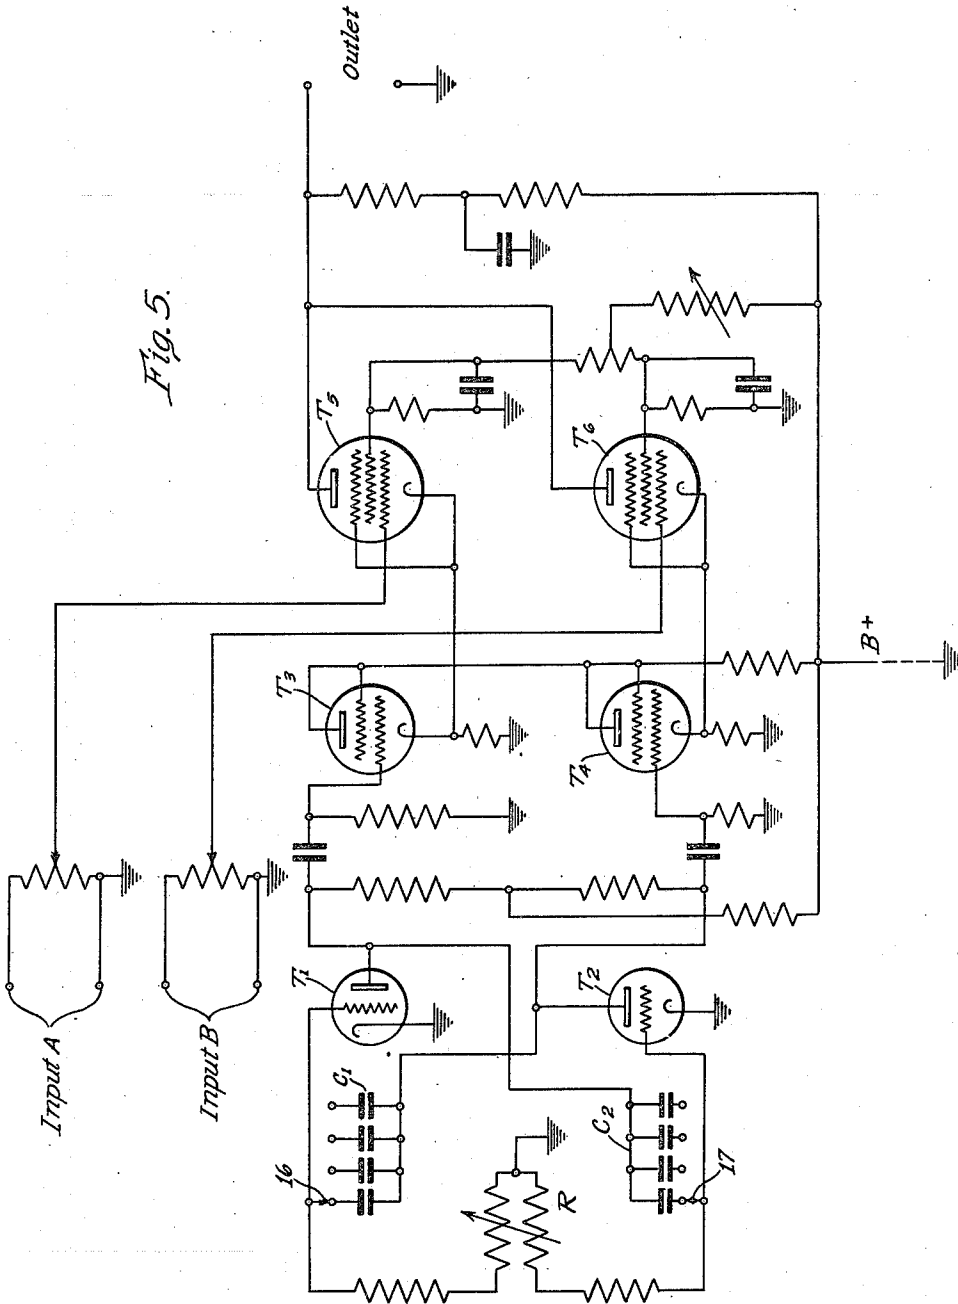 Outlet
Fig. 5.
T5
T6
T3
T4
B+
Input A
Input B
T1
T2
C1
C2
16
17
R